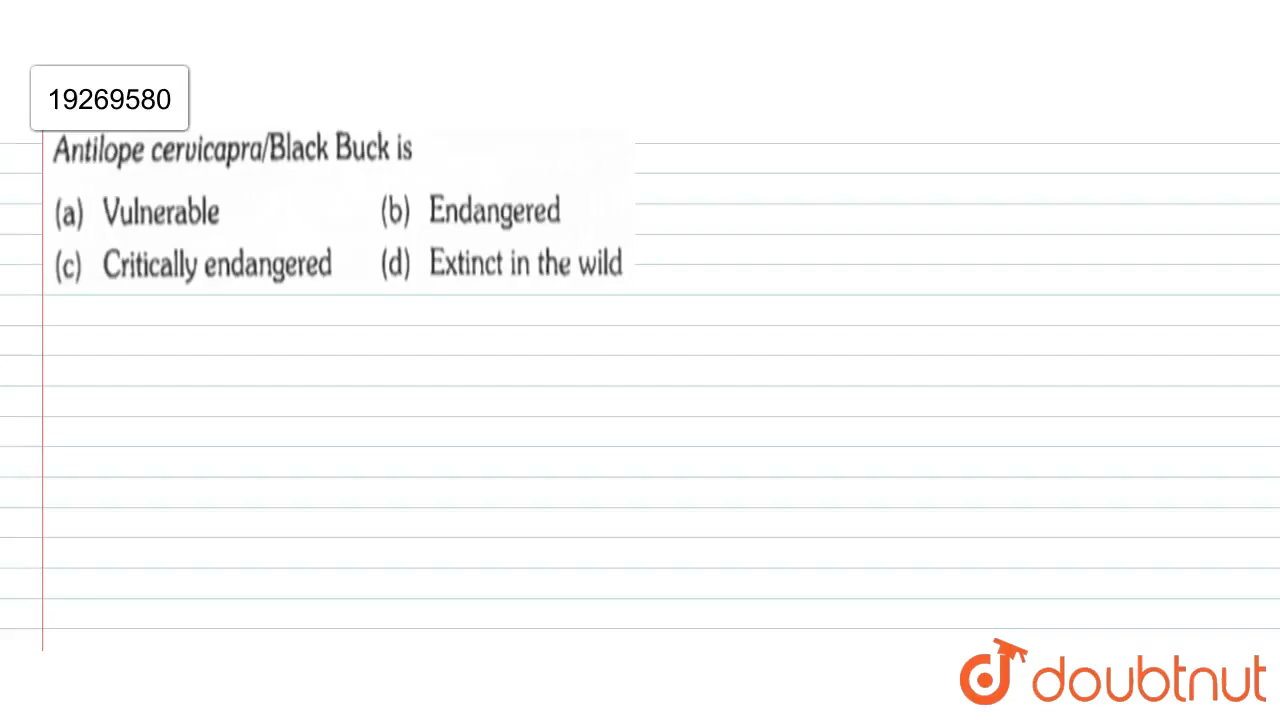 19269580
Antilope cervicapra/Black Buck is
(a) Vulnerable (b) Endangered
(c) Critically endangered (d) Extinct in the wild
doubtnut